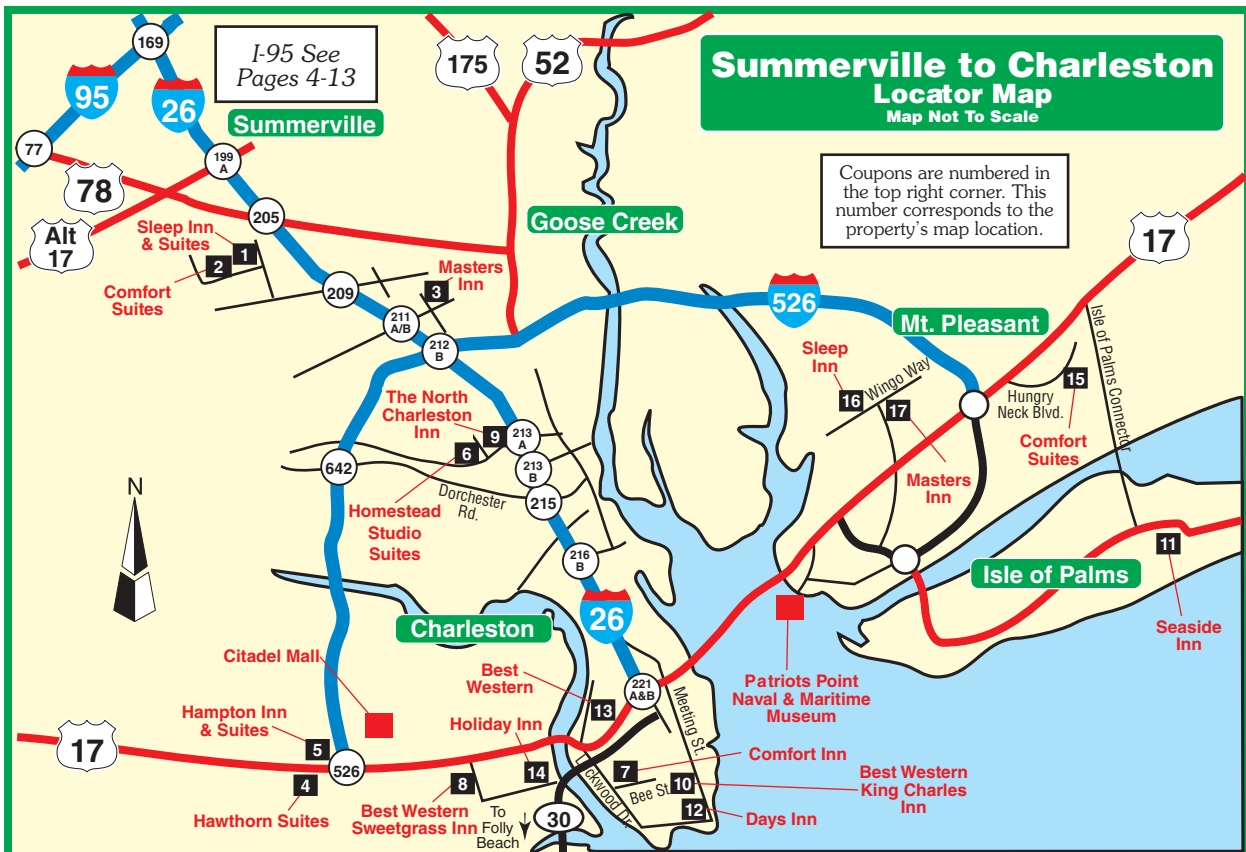 Summerville to Charleston
Locator Map
Map Not To Scale
I-95 See
Pages 4-13
Coupons are numbered in
the top right corner. This
number corresponds to the
property's map location.
169
95
26
175
52
Summerville
77
199
A
78
205
Alt
17
Goose Creek
17
Sleep Inn
& Suites
1
2
Comfort
Suites
209
Masters
Inn
3
211
A/B
212
B
526
Mt. Pleasant
Isle of Palms Connector
Sleep
Inn
16
Wingo Way
17
15
Hungry
Neck Blvd.
Comfort
Suites
Masters
Inn
The North
Charleston
Inn
9
213
A
6
213
B
642
215
Dorchester
Rd.
Homestead
Studio
Suites
N
216
B
26
11
Isle of Palms
Seaside
Inn
Charleston
Citadel Mall
Patriots Point
Naval & Maritime
Museum
Best
Western
13
221
A&B
Meeting St.
Hampton Inn
& Suites
5
Holiday Inn
14
17
526
4
Hawthorn Suites
8
Best Western
Sweetgrass Inn
To
Folly
Beach
30
Lockwood Dr.
7
Comfort Inn
Bee St.
10
Best Western
King Charles
Inn
12
Days Inn